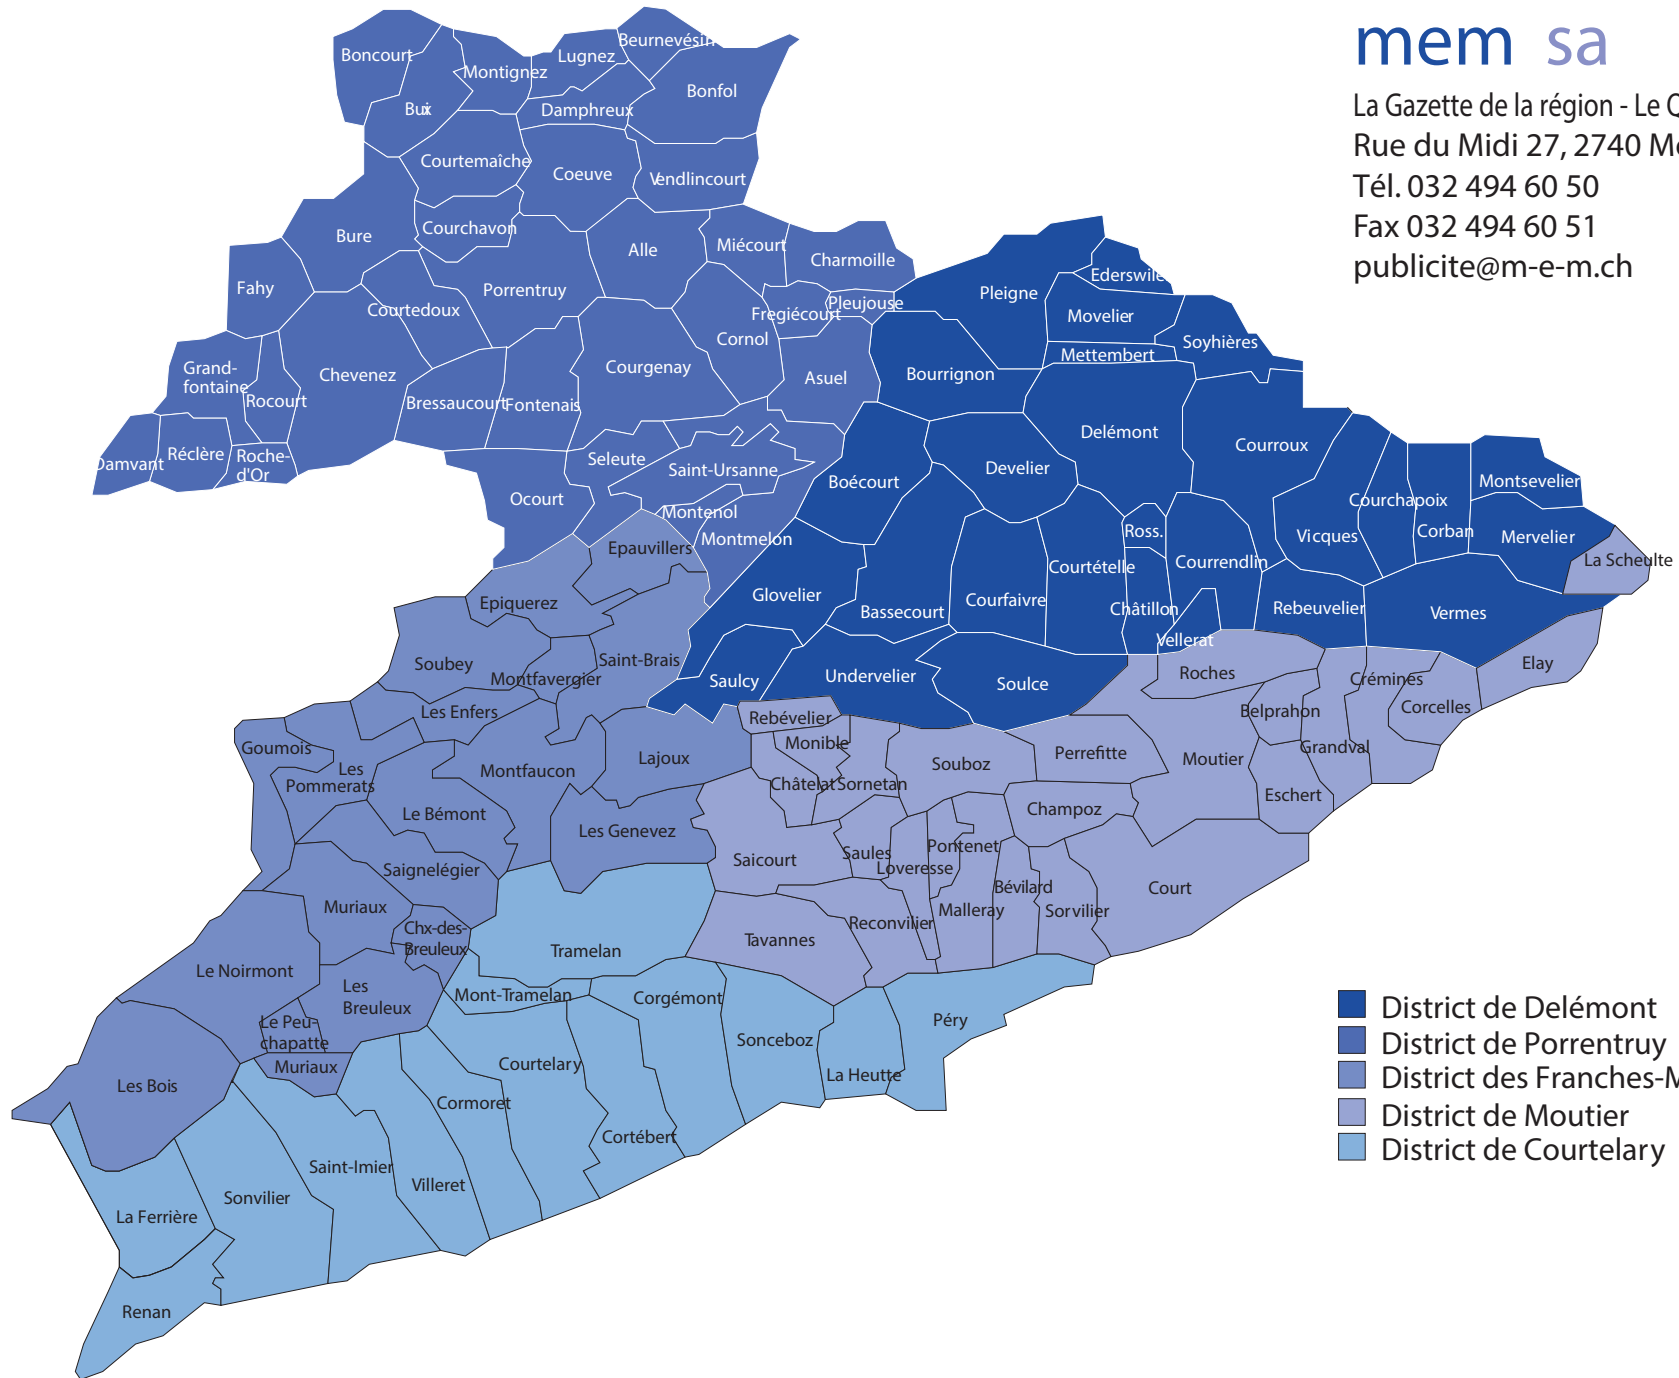 mem sa
La Gazette de la région - Le Q
Rue du Midi 27, 2740 Mo
Tél. 032 494 60 50
Fax 032 494 60 51
publicite@m-e-m.ch
Boncourt
Buix
Montignez
Lugnez
Beurnevésin
Bonfol
Damphreux
Courtemaîche
Coeuve
Vendlincourt
Bure
Courchavon
Alle
Miécourt
Charmoille
Fahy
Courtedoux
Porrentruy
Fregiécourt
Pleujouse
Cornol
Grand-
fontaine
Rocourt
Chevenez
Bressaucourt
Fontenais
Courgenay
Asuel
Damvant
Réclère
Roche-
d'Or
Seleute
Saint-Ursanne
Ocourt
Montenol
Montmelon
Pleigne
Ederswiler
Movelier
Mettembert
Soyhières
Bourrignon
Delémont
Courroux
Develier
Boécourt
Montsevelier
Courchapoix
Corban
Mervelier
Vicques
Ross.
Courrendlin
Courtételle
Châtillon
Vellerat
Rebeuvelier
Vermes
La Scheulte
Glovelier
Bassecourt
Courfaivre
Saulcy
Undervelier
Soulce
Epauvillers
Epiquerez
Soubey
Montfavergier
Saint-Brais
Les Enfers
Goumois
Les
Pommerats
Le Bémont
Montfaucon
Lajoux
Les Genevez
Saignelégier
Muriaux
Chx-des-
Breuleux
Le Noirmont
Les
Breuleux
Le Peu-
chapatte
Muriaux
Les Bois
Roches
Elay
Crémines
Corcelles
Belprahon
Grandval
Rebévelier
Monible
Châtelat
Sornetan
Souboz
Perrefitte
Moutier
Eschert
Champoz
Saicourt
Saules
Loveresse
Pontenet
Bévilard
Malleray
Sorvilier
Court
Reconvilier
Tavannes
Tramelan
Mont-Tramelan
Corgémont
Sonceboz
La Heutte
Péry
Courtelary
Cormoret
Cortébert
Saint-Imier
Villeret
Sonvilier
La Ferrière
Renan
District de Delémont
District de Porrentruy
District des Franches-M
District de Moutier
District de Courtelary